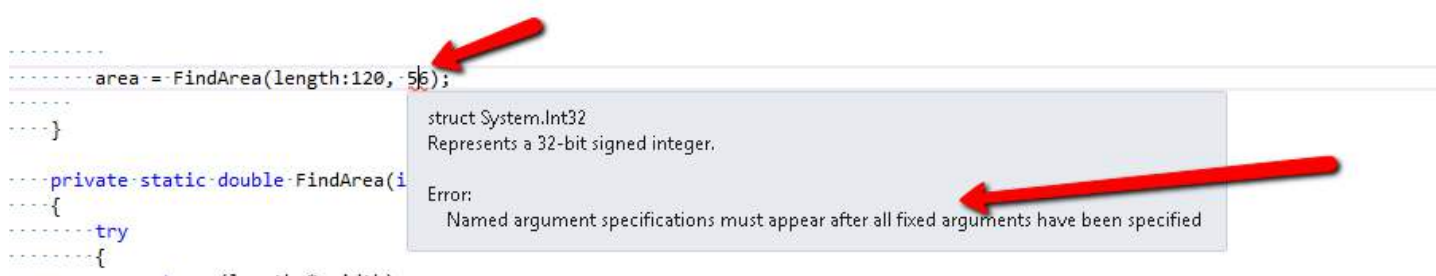 area = FindArea(length:120, 56);
struct System.Int32
Represents a 32-bit signed integer.
}
private static double FindArea(i
Error:
Named argument specifications must appear after all fixed arguments have been specified
{
try
{